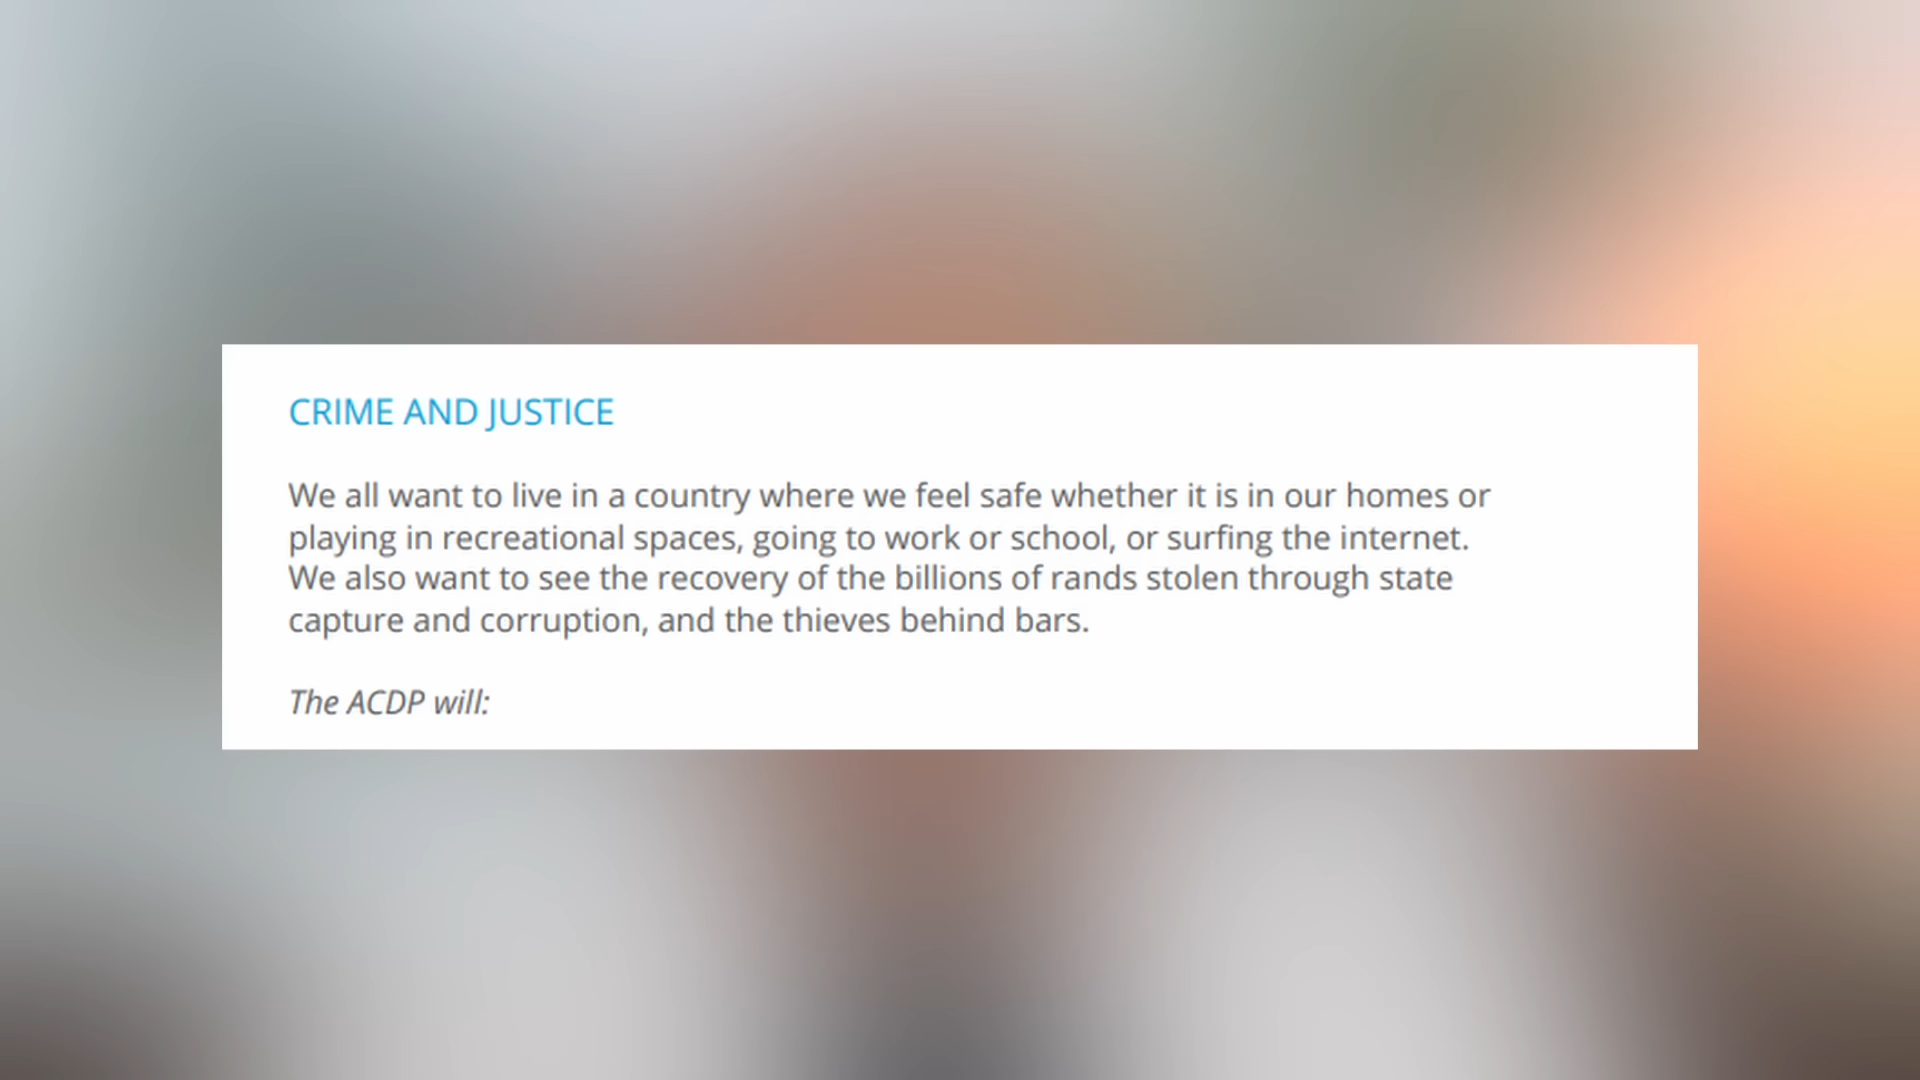 CRIME AND JUSTICE
We all want to live in a country where we feel safe whether it is in our homes or
playing in recreational spaces, going to work or school, or surfing the internet.
We also want to see the recovery of the billions of rands stolen through state
capture and corruption, and the thieves behind bars.
The ACDP will: